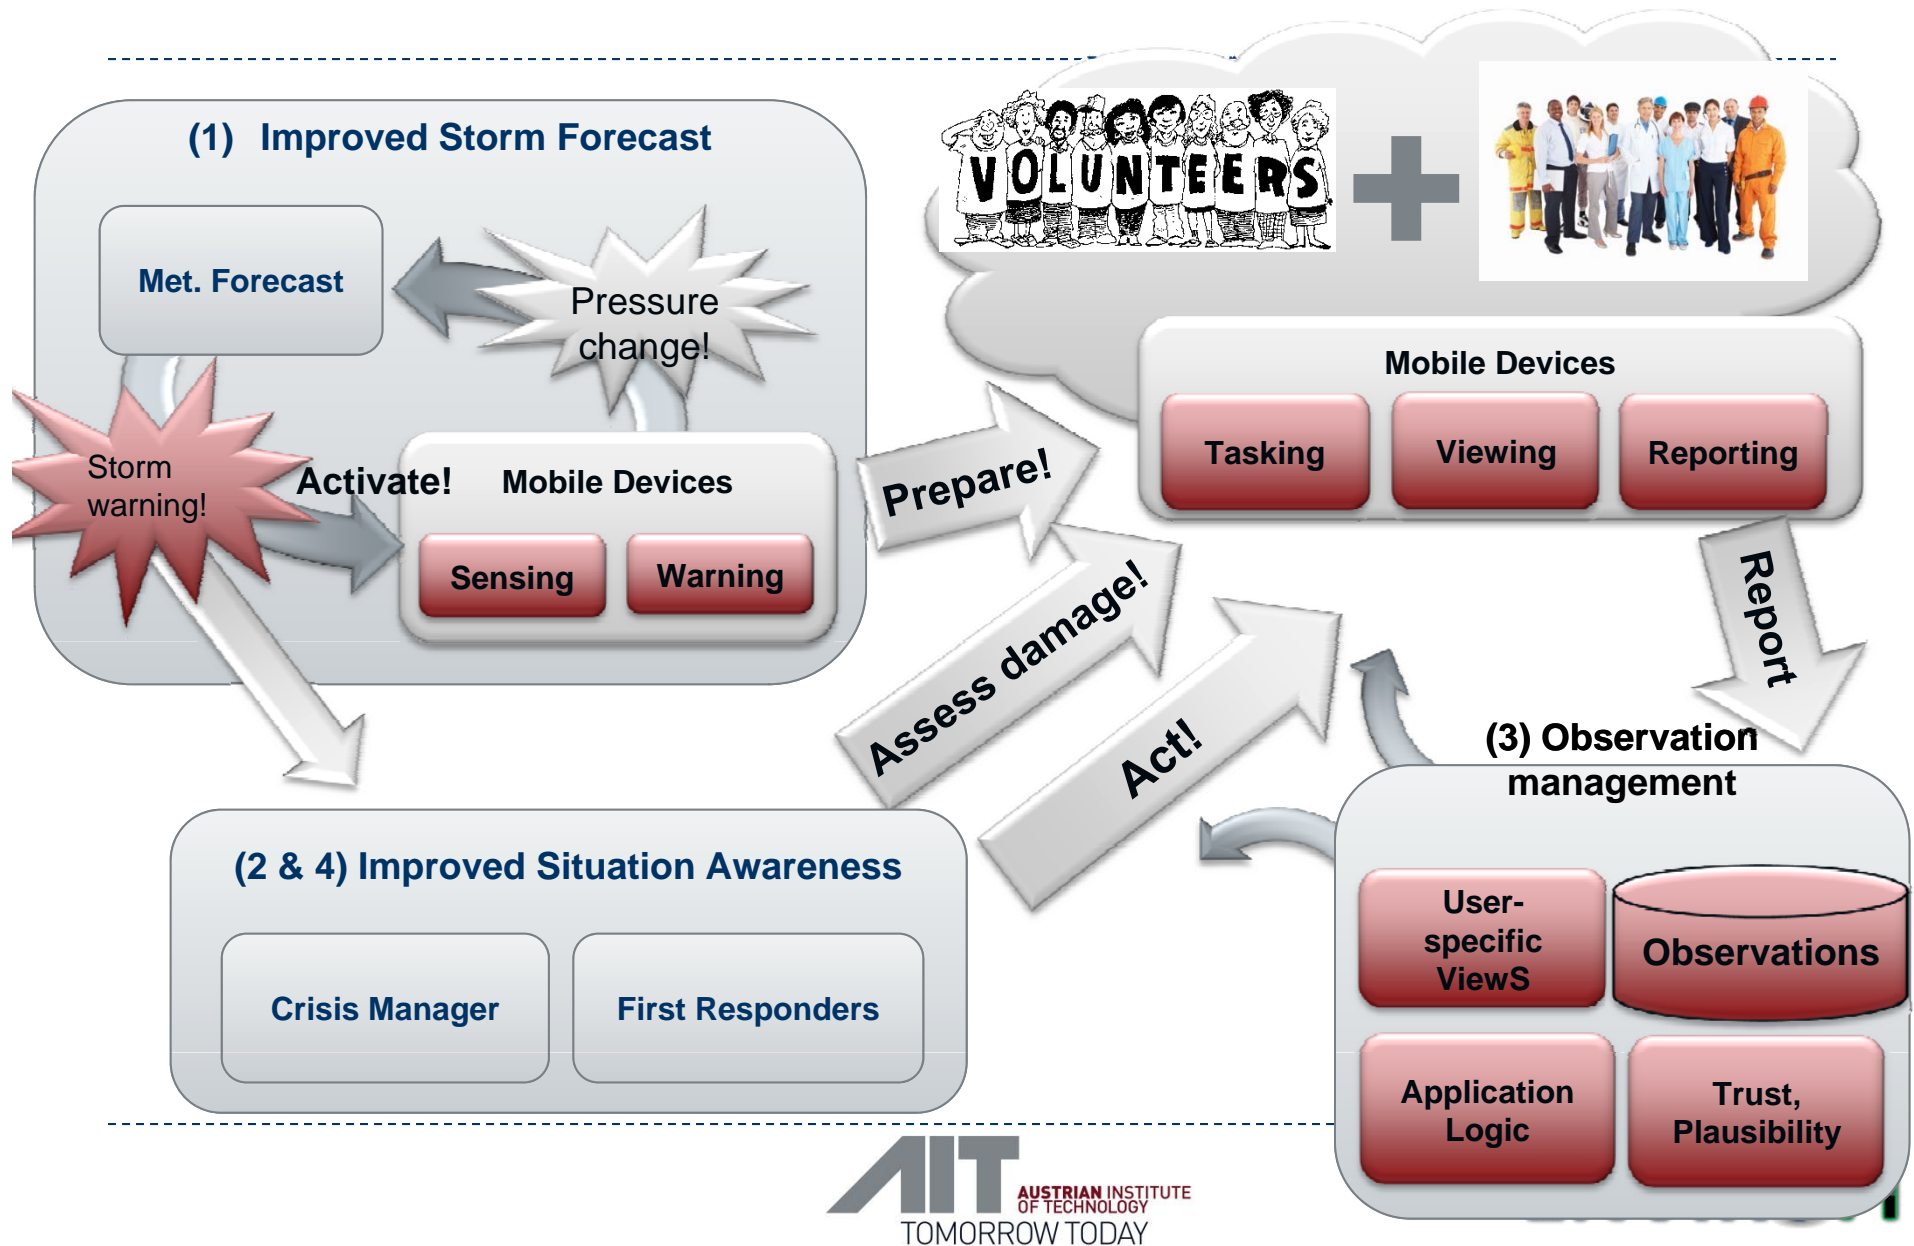 (1) Improved Storm Forecast
Met. Forecast
Pressure
change!
Storm
warning!
Activate!
Mobile Devices
Sensing
Warning
VOLUNTEERS
Mobile Devices
Tasking
Viewing
Reporting
Prepare!
Assess damage!
Act!
Report
(2 & 4) Improved Situation Awareness
Crisis Manager
First Responders
(3) Observation
management
User-
specific
ViewS
Observations
Application
Logic
Trust,
Plausibility
AIT
AUSTRIAN INSTITUTE
OF TECHNOLOGY
TOMORROW TODAY